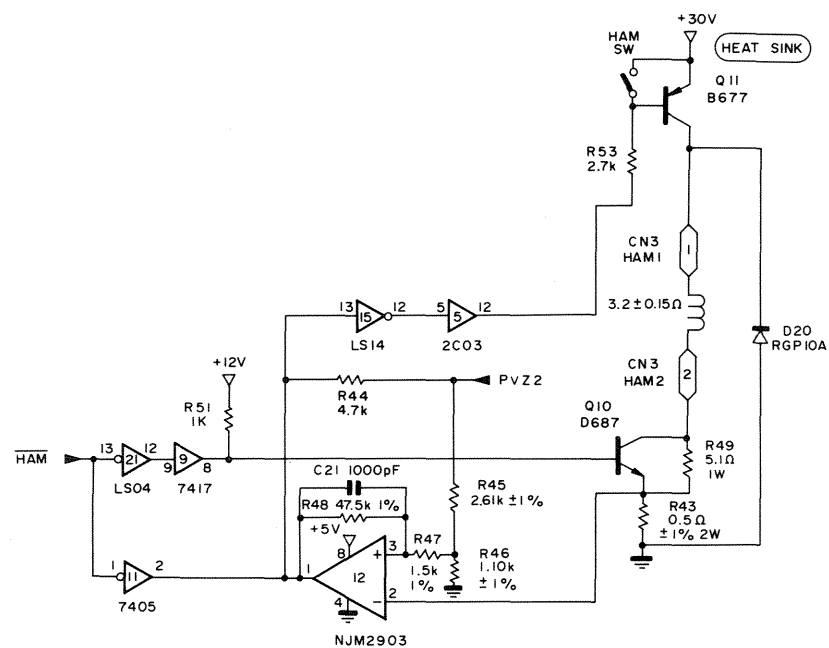 +30V
HAM
SW
HEAT SINK
Q11
B677
R53
2.7k
CN3
HAM1
1
3.2±0.15Ω
13
15
12
5
5
12
LS14
2C03
D20
RGP10A
+12V
CN3
HAM2
2
R44
4.7k
PVZ2
R51
1K
Q10
D687
HAM
13
21
12
9
9
8
LS04
7417
R49
5.1Ω
1W
C21 1000pF
R48 47.5k 1%
R45
2.61k ±1%
+5V
R43
0.5Ω
±1% 2W
8
3
+
R47
1.5k
1%
R46
1.10k
±1%
1
11
2
7405
1
12
4
−
2
NJM2903